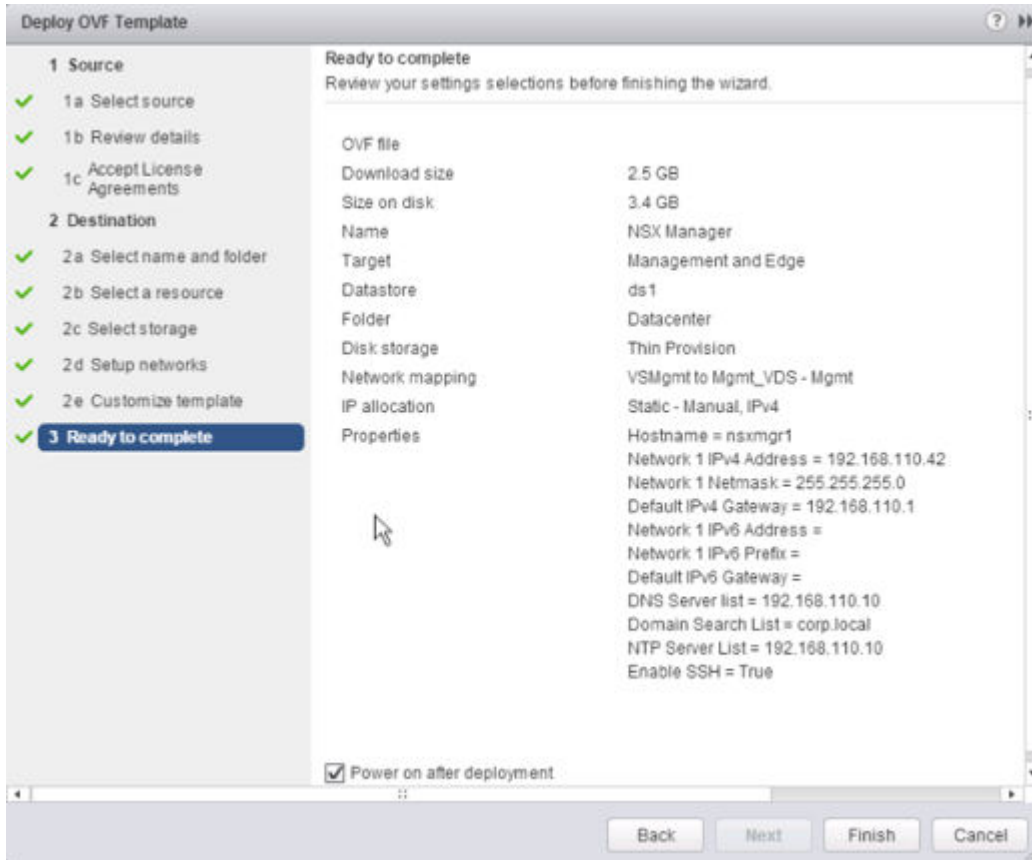 Deploy OVF Template
?
1 Source
1a Select source
1b Review details
1c Accept License
Agreements
2 Destination
2a Select name and folder
2b Select a resource
2c Select storage
2d Setup networks
2e Customize template
3 Ready to complete
Ready to complete
Review your settings selections before finishing the wizard.
OVF file
Download size 2.5 GB
Size on disk 3.4 GB
Name NSX Manager
Target Management and Edge
Datastore ds1
Folder Datacenter
Disk storage Thin Provision
Network mapping VSMgmt to Mgmt_VDS - Mgmt
IP allocation Static - Manual, IPv4
Properties Hostname = nsxmgr1
Network 1 IPv4 Address = 192.168.110.42
Network 1 Netmask = 255.255.255.0
Default IPv4 Gateway = 192.168.110.1
Network 1 IPv6 Address =
Network 1 IPv6 Prefix =
Default IPv6 Gateway =
DNS Server list = 192.168.110.10
Domain Search List = corp.local
NTP Server List = 192.168.110.10
Enable SSH = True
Power on after deployment
Back Next Finish Cancel